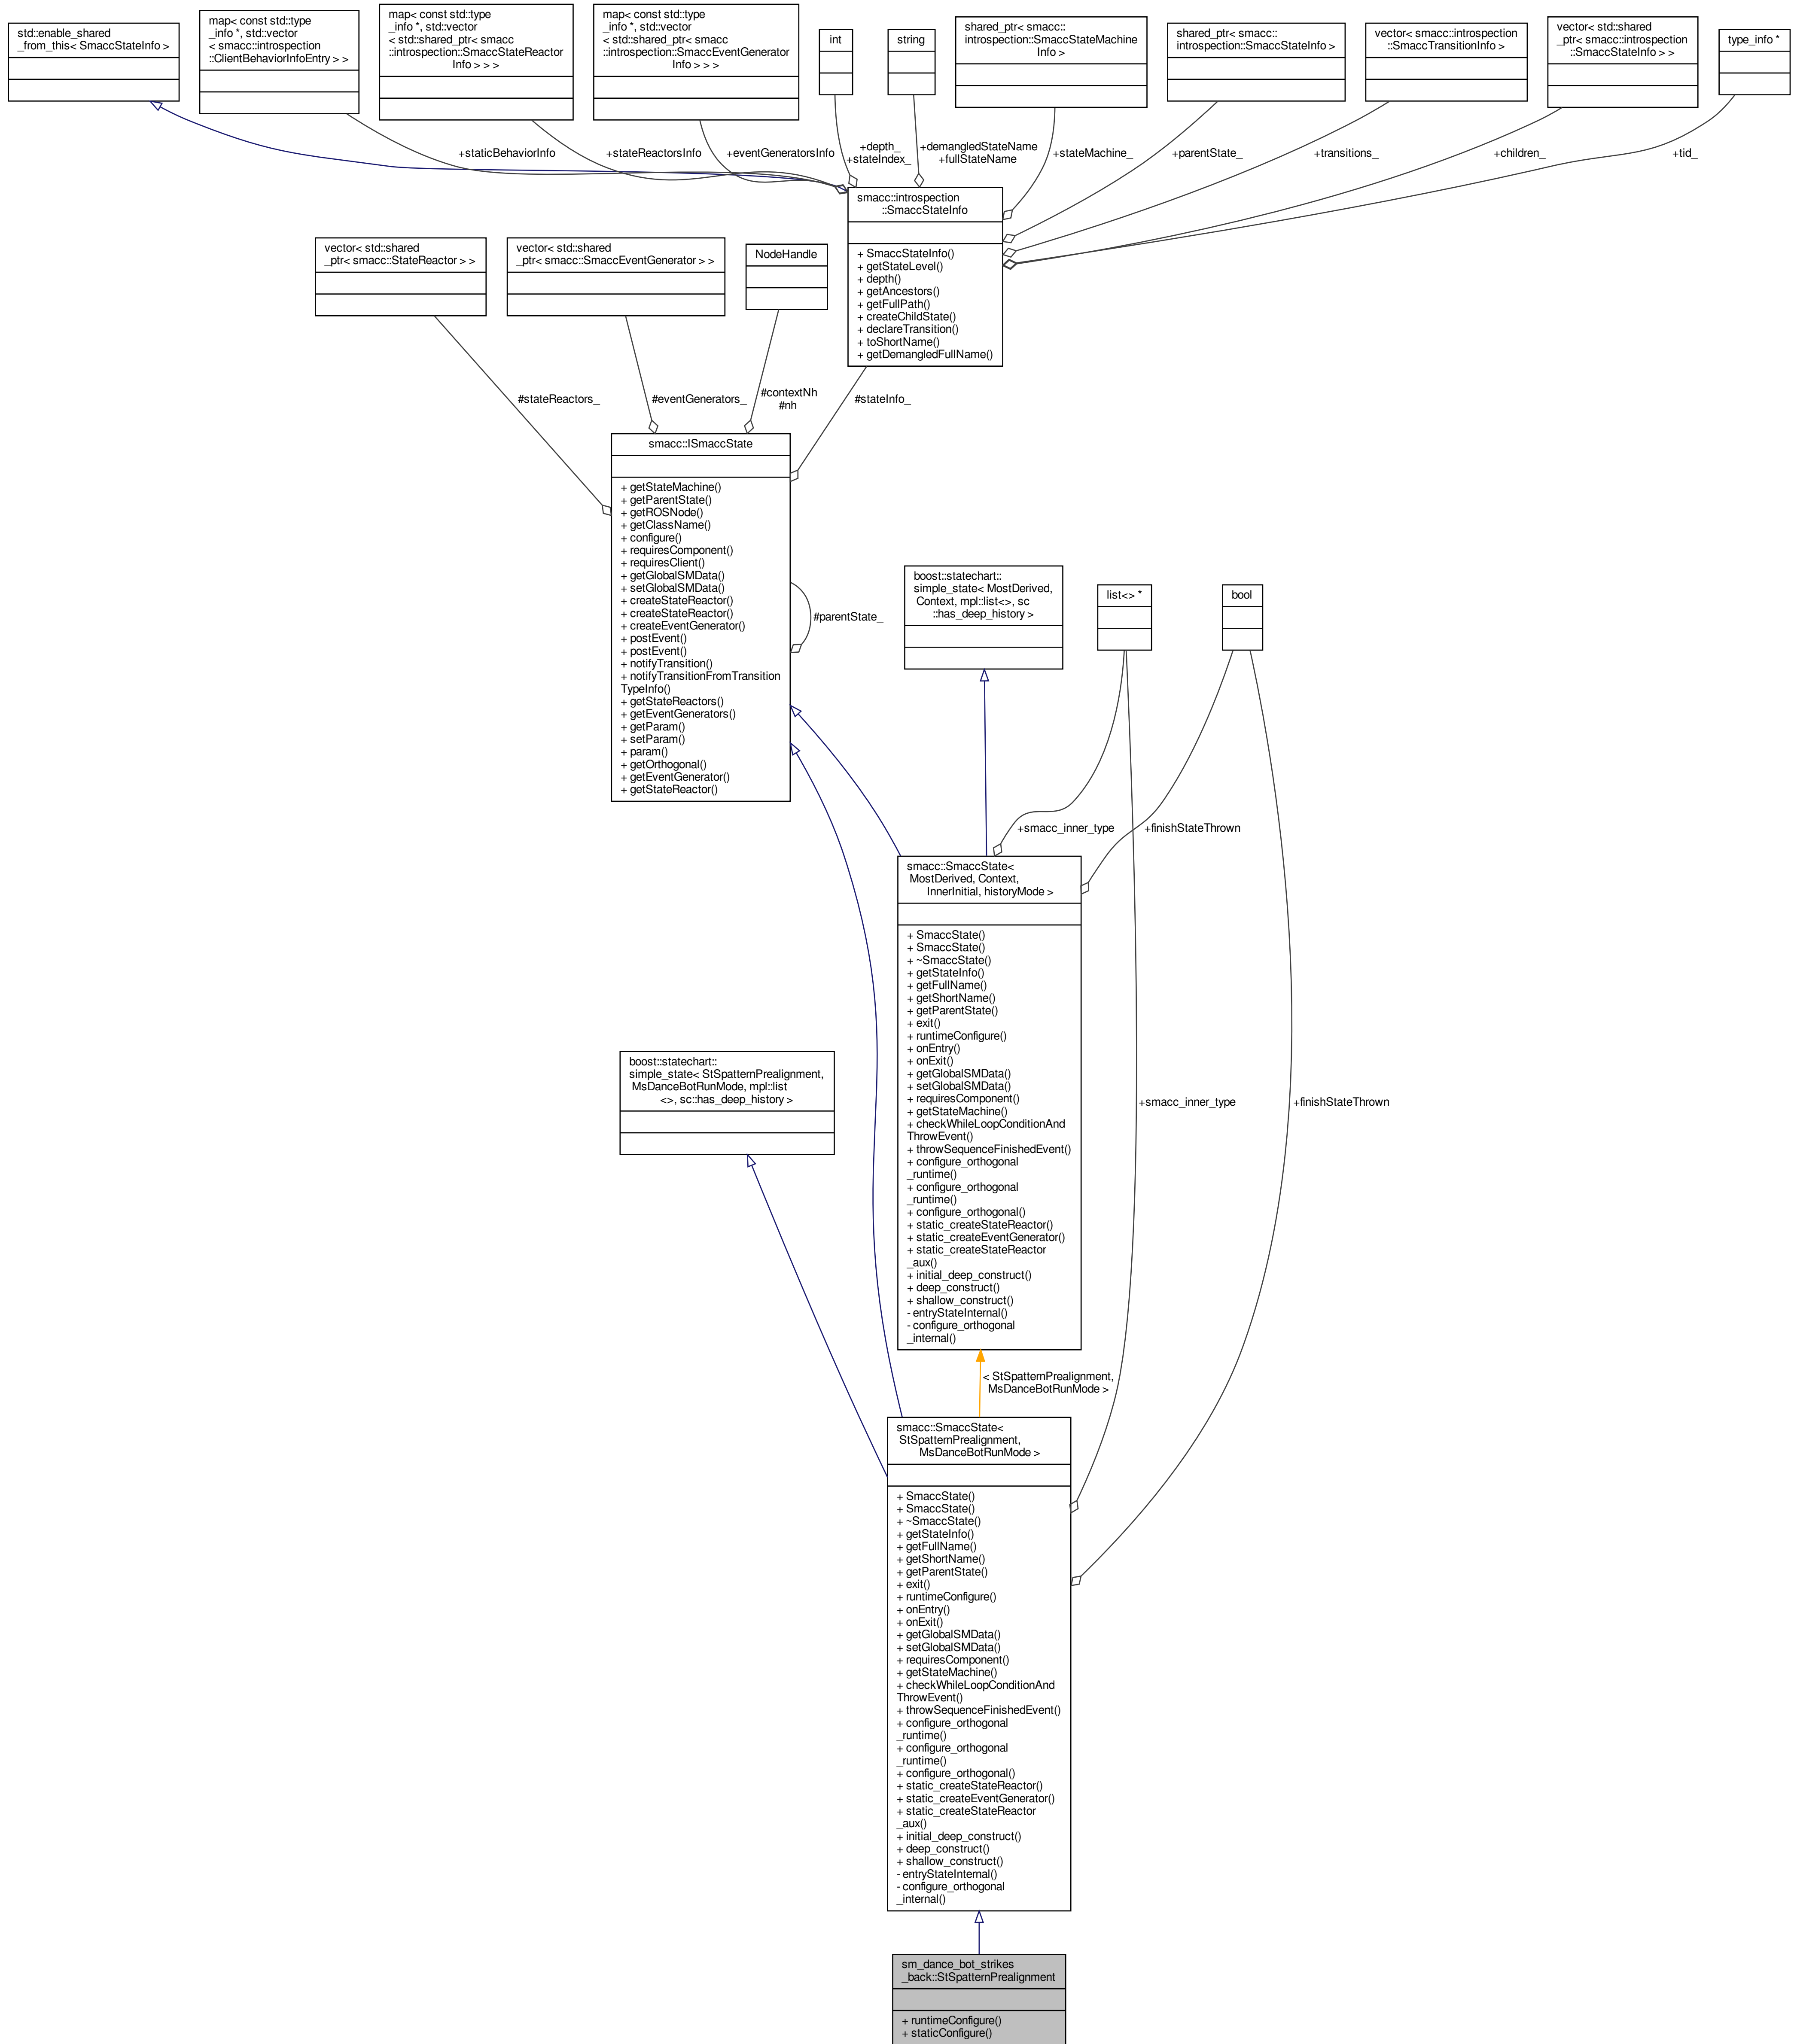 std::enable_shared
_from_this< SmaccStateInfo >
map< const std::type
_info *, std::vector
< smacc::introspection
::ClientBehaviorInfoEntry > >
map< const std::type
_info *, std::vector
< std::shared_ptr< smacc
::introspection::SmaccStateReactor
Info > > >
map< const std::type
_info *, std::vector
< std::shared_ptr< smacc
::introspection::SmaccEventGenerator
Info > > >
int
string
shared_ptr< smacc::
introspection::SmaccStateMachine
Info >
shared_ptr< smacc::
introspection::SmaccStateInfo >
vector< smacc::introspection
::SmaccTransitionInfo >
vector< std::shared
_ptr< smacc::introspection
::SmaccStateInfo > >
type_info *
+staticBehaviorInfo
+stateReactorsInfo
+eventGeneratorsInfo
+depth_
+stateIndex_
+demangledStateName
+fullStateName
+stateMachine_
+parentState_
+transitions_
+children_
+tid_
smacc::introspection
::SmaccStateInfo
+ SmaccStateInfo()
+ getStateLevel()
+ depth()
+ getAncestors()
+ getFullPath()
+ createChildState()
+ declareTransition()
+ toShortName()
+ getDemangledFullName()
vector< std::shared
_ptr< smacc::StateReactor > >
vector< std::shared
_ptr< smacc::SmaccEventGenerator > >
NodeHandle
#stateReactors_
#eventGenerators_
#contextNh
#nh
#stateInfo_
smacc::ISmaccState
+ getStateMachine()
+ getParentState()
+ getROSNode()
+ getClassName()
+ configure()
+ requiresComponent()
+ requiresClient()
+ getGlobalSMData()
+ setGlobalSMData()
+ createStateReactor()
+ createStateReactor()
+ createEventGenerator()
+ postEvent()
+ postEvent()
+ notifyTransition()
+ notifyTransitionFromTransition
TypeInfo()
+ getStateReactors()
+ getEventGenerators()
+ getParam()
+ setParam()
+ param()
+ getOrthogonal()
+ getEventGenerator()
+ getStateReactor()
#parentState_
boost::statechart::
simple_state< MostDerived,
Context, mpl::list<>, sc
::has_deep_history >
list<> *
bool
+smacc_inner_type
+finishStateThrown
smacc::SmaccState<
MostDerived, Context,
InnerInitial, historyMode >
+ SmaccState()
+ SmaccState()
+ ~SmaccState()
+ getStateInfo()
+ getFullName()
+ getShortName()
+ getParentState()
+ exit()
+ runtimeConfigure()
+ onEntry()
+ onExit()
+ getGlobalSMData()
+ setGlobalSMData()
+ requiresComponent()
+ getStateMachine()
+ checkWhileLoopConditionAnd
ThrowEvent()
+ throwSequenceFinishedEvent()
+ configure_orthogonal
_runtime()
+ configure_orthogonal
_runtime()
+ configure_orthogonal()
+ static_createStateReactor()
+ static_createEventGenerator()
+ static_createStateReactor
_aux()
+ initial_deep_construct()
+ deep_construct()
+ shallow_construct()
- entryStateInternal()
- configure_orthogonal
_internal()
boost::statechart::
simple_state< StSpatternPrealignment,
MsDanceBotRunMode, mpl::list
<>, sc::has_deep_history >
+smacc_inner_type
+finishStateThrown
< StSpatternPrealignment,
MsDanceBotRunMode >
smacc::SmaccState<
StSpatternPrealignment,
MsDanceBotRunMode >
+ SmaccState()
+ SmaccState()
+ ~SmaccState()
+ getStateInfo()
+ getFullName()
+ getShortName()
+ getParentState()
+ exit()
+ runtimeConfigure()
+ onEntry()
+ onExit()
+ getGlobalSMData()
+ setGlobalSMData()
+ requiresComponent()
+ getStateMachine()
+ checkWhileLoopConditionAnd
ThrowEvent()
+ throwSequenceFinishedEvent()
+ configure_orthogonal
_runtime()
+ configure_orthogonal
_runtime()
+ configure_orthogonal()
+ static_createStateReactor()
+ static_createEventGenerator()
+ static_createStateReactor
_aux()
+ initial_deep_construct()
+ deep_construct()
+ shallow_construct()
- entryStateInternal()
- configure_orthogonal
_internal()
sm_dance_bot_strikes
_back::StSpatternPrealignment
+ runtimeConfigure()
+ staticConfigure()